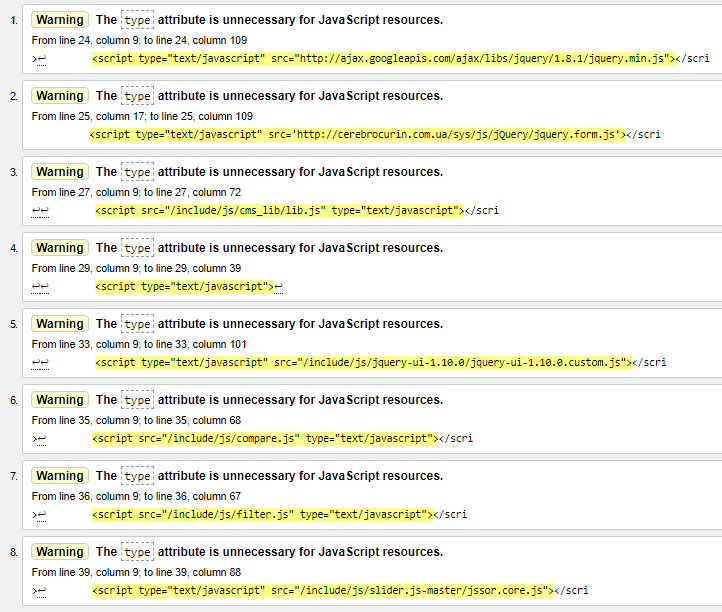 1. Warning The type attribute is unnecessary for JavaScript resources.
From line 24, column 9; to line 24, column 109
>↩ <script type="text/javascript" src="http://ajax.googleapis.com/ajax/libs/jquery/1.8.1/jquery.min.js"></scri
2. Warning The type attribute is unnecessary for JavaScript resources.
From line 25, column 17; to line 25, column 109
<script type="text/javascript" src='http://cerebrocurin.com.ua/sys/js/jQuery/jquery.form.js'></scri
3. Warning The type attribute is unnecessary for JavaScript resources.
From line 27, column 9; to line 27, column 72
↩↩ <script src="/include/js/cms_lib/lib.js" type="text/javascript"></scri
4. Warning The type attribute is unnecessary for JavaScript resources.
From line 29, column 9; to line 29, column 39
↩↩ <script type="text/javascript">↩
5. Warning The type attribute is unnecessary for JavaScript resources.
From line 33, column 9; to line 33, column 101
↩↩ <script type="text/javascript" src="/include/js/jquery-ui-1.10.0/jquery-ui-1.10.0.custom.js"></scri
6. Warning The type attribute is unnecessary for JavaScript resources.
From line 35, column 9; to line 35, column 68
>↩ <script src="/include/js/compare.js" type="text/javascript"></scri
7. Warning The type attribute is unnecessary for JavaScript resources.
From line 36, column 9; to line 36, column 67
>↩ <script src="/include/js/filter.js" type="text/javascript"></scri
8. Warning The type attribute is unnecessary for JavaScript resources.
From line 39, column 9; to line 39, column 88
>↩ <script type="text/javascript" src="/include/js/slider.js-master/jssor.core.js"></scri